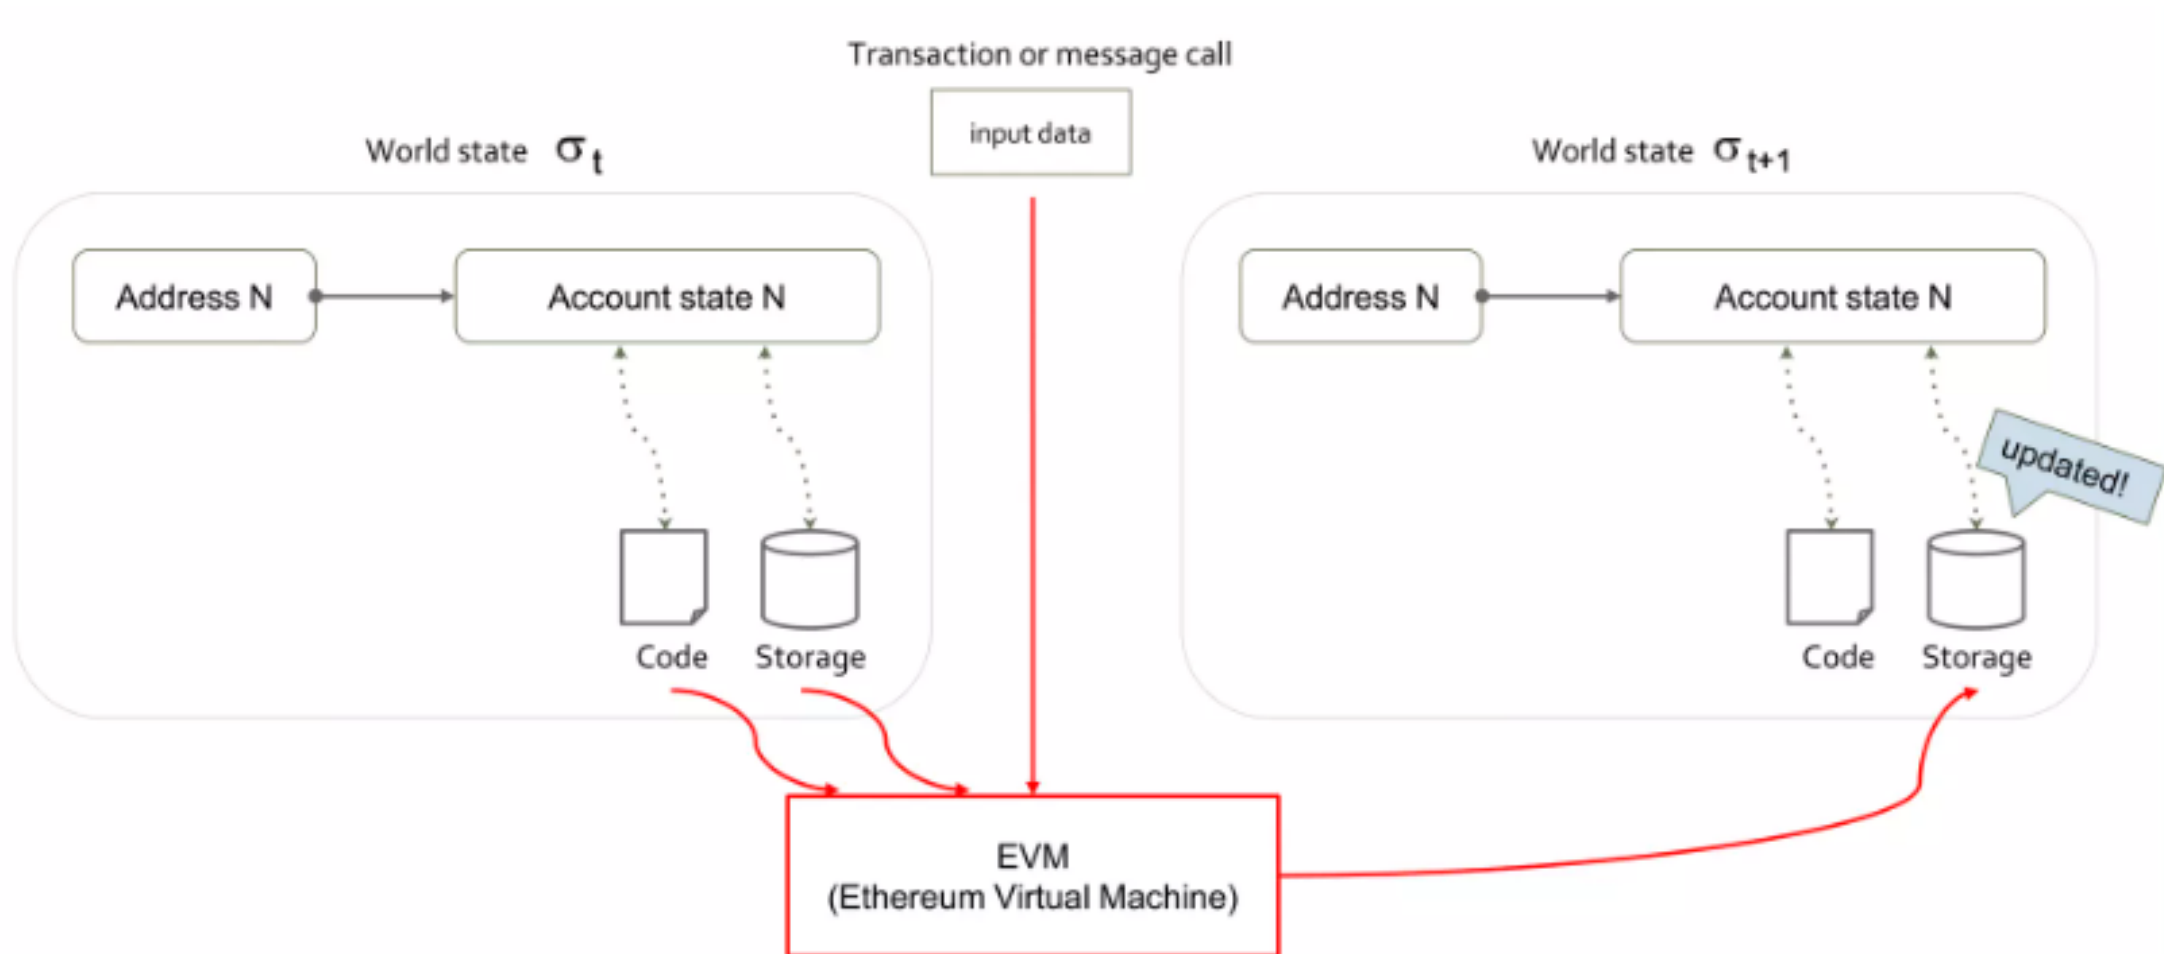 Transaction or message call
input data
World state σt
Address N
Account state N
Code
Storage
World state σt+1
Address N
Account state N
updated!
Code
Storage
EVM
(Ethereum Virtual Machine)